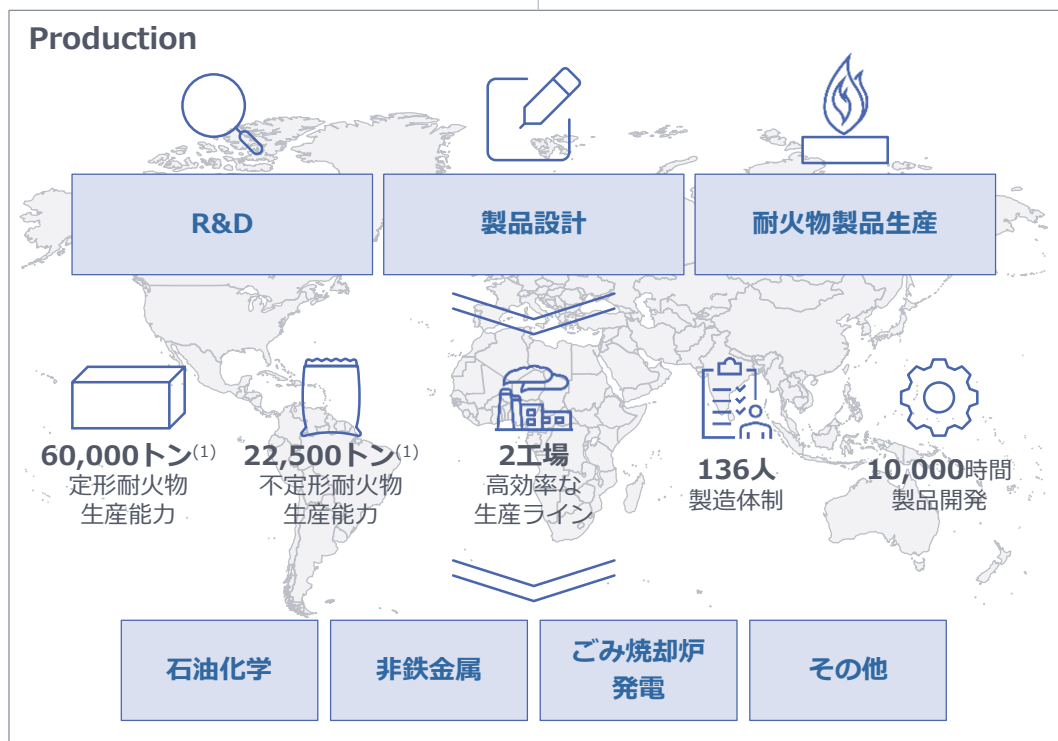 Production
R&D
製品設計
耐火物製品生産
60,000トン(1)
定形耐火物
生産能力
22,500トン(1)
不定形耐火物
生産能力
2工場
高効率な
生産ライン
136人
製造体制
10,000時間
製品開発
石油化学
非鉄金属
ごみ焼却炉
発電
その他